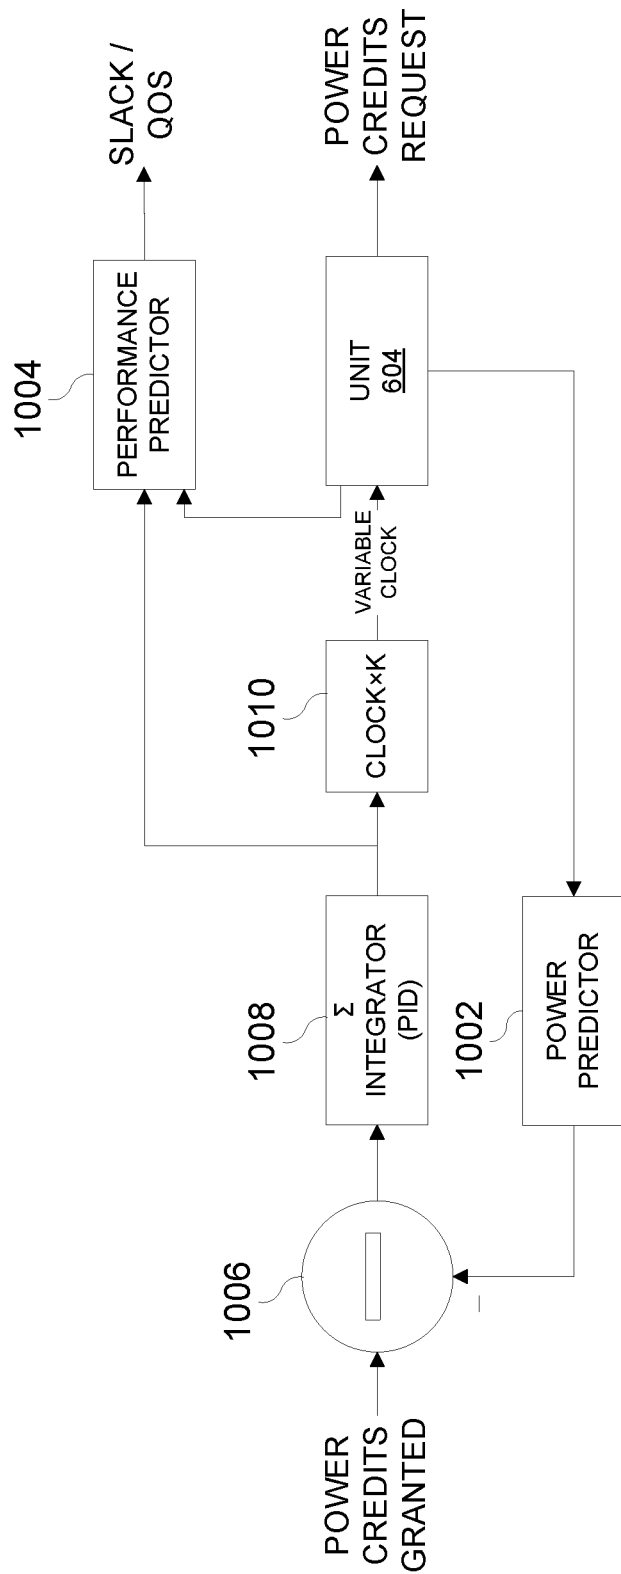 SLACK /
QOS
POWER
CREDITS
REQUEST
1004
PERFORMANCE
PREDICTOR
UNIT
604
VARIABLE
CLOCK
1010
CLOCK×K
1008
Σ
INTEGRATOR
(PID)
1002
POWER
PREDICTOR
1006
–
POWER
CREDITS
GRANTED